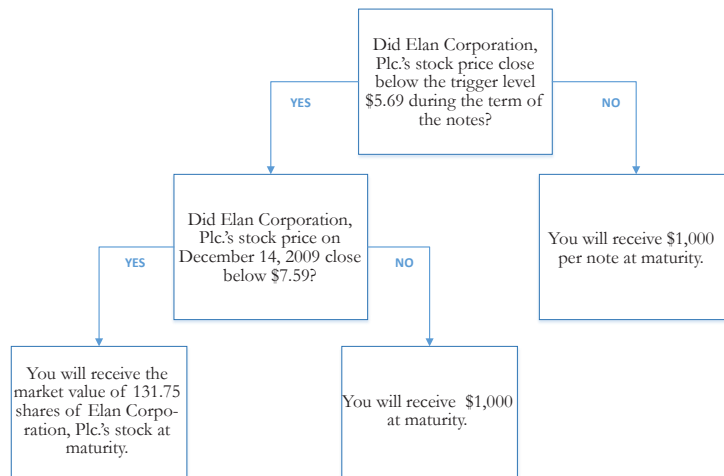 Did Elan Corporation,
Plc.'s stock price close
below the trigger level
$5.69 during the term of
the notes?
YES
NO
Did Elan Corporation,
Plc.'s stock price on
December 14, 2009 close
below $7.59?
You will receive $1,000
per note at maturity.
YES
NO
You will receive the
market value of 131.75
shares of Elan Corpo-
ration, Plc.'s stock at
maturity.
You will receive $1,000
at maturity.